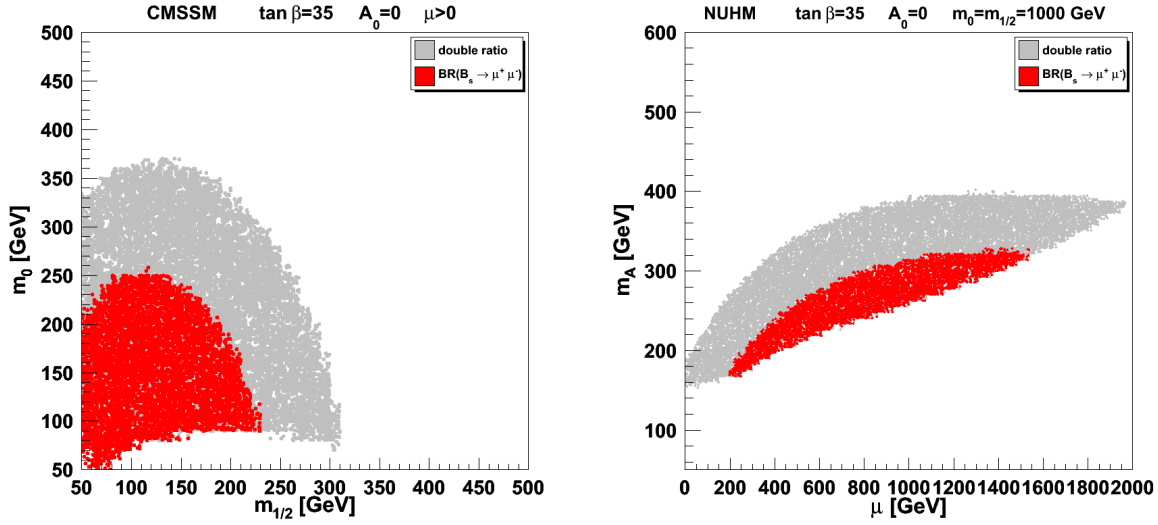 CMSSM tan β=35 A₀=0 μ>0
double ratio
BR(Bₛ → μ⁺ μ⁻)
m₀ [GeV]
500
450
400
350
300
250
200
150
100
50
50 100 150 200 250 300 350 400 450 500
m₁/₂ [GeV]
NUHM tan β=35 A₀=0 m₀=m₁/₂=1000 GeV
double ratio
BR(Bₛ → μ⁺ μ⁻)
m_A [GeV]
600
500
400
300
200
100
0 200 400 600 800 1000 1200 1400 1600 1800 2000
μ [GeV]